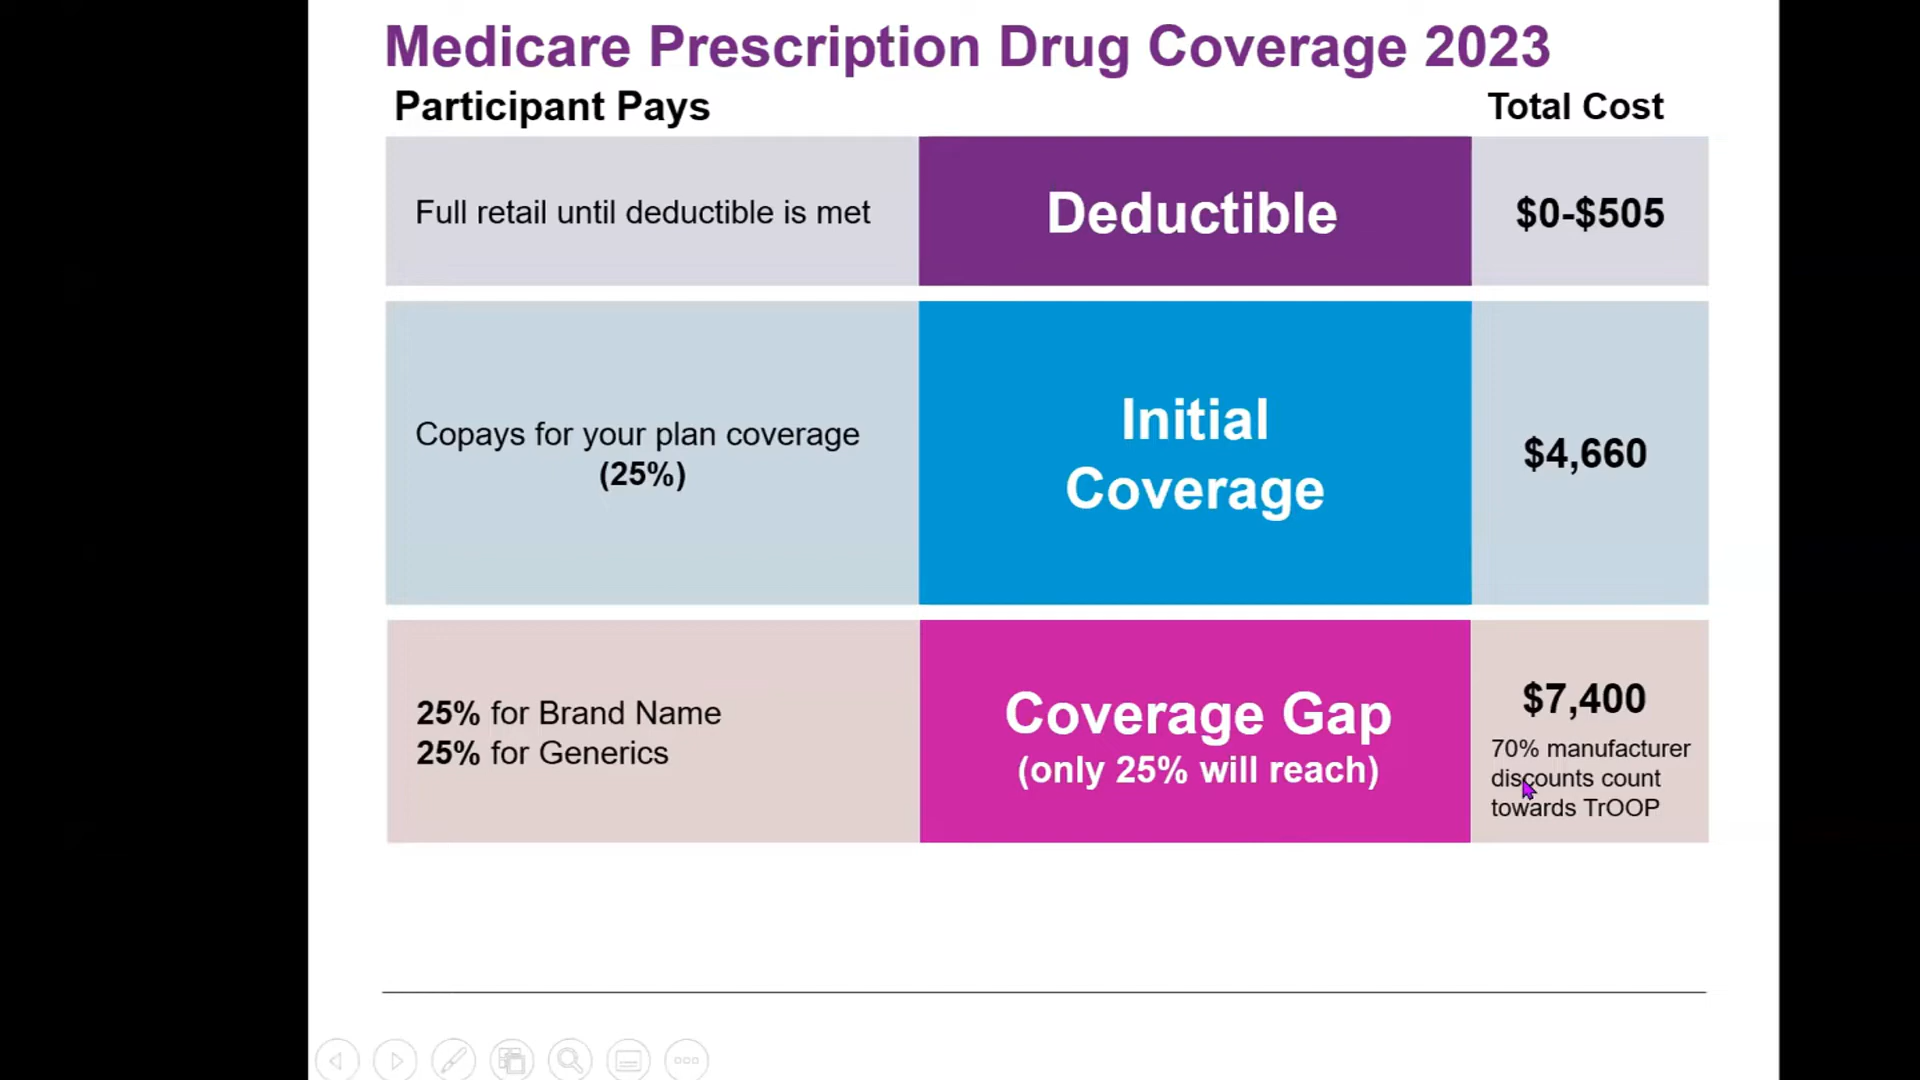 Medicare Prescription Drug Coverage 2023
Participant Pays
Total Cost
Full retail until deductible is met
Deductible
$0-$505
Copays for your plan coverage
(25%)
Initial
Coverage
$4,660
25% for Brand Name
25% for Generics
Coverage Gap
(only 25% will reach)
$7,400
70% manufacturer
discounts count
towards TrOOP